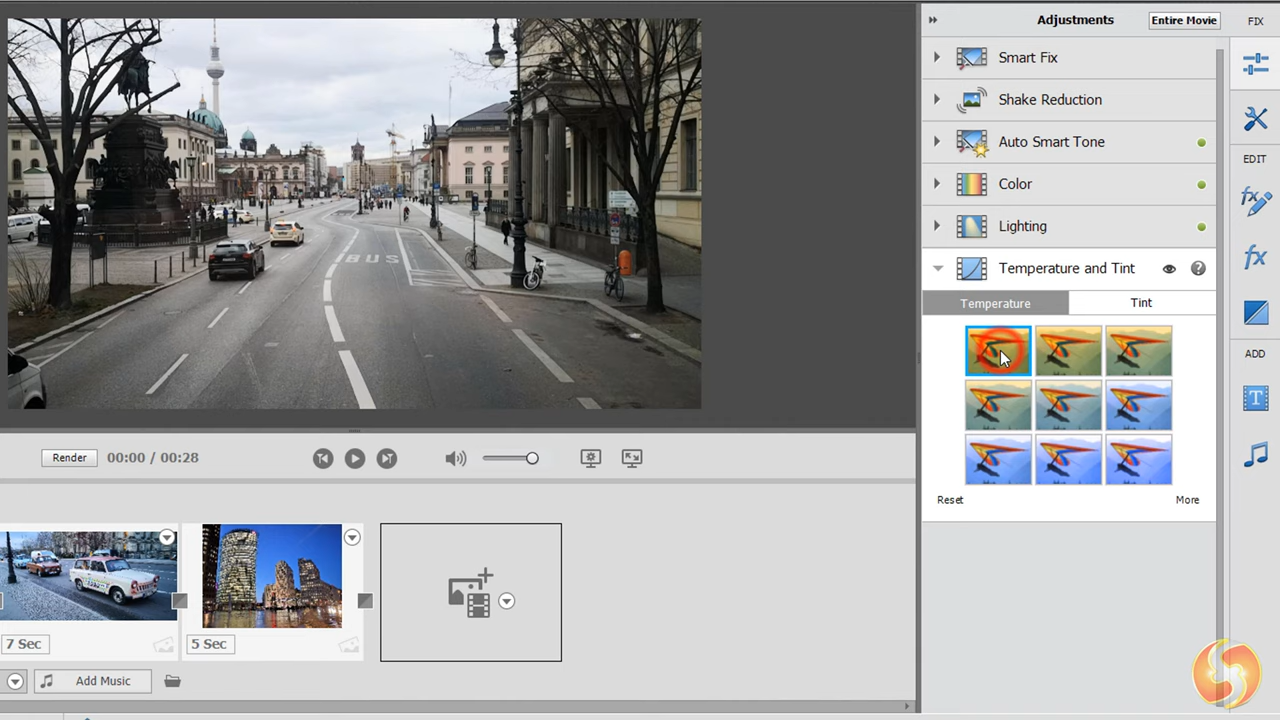 Adjustments
Entire Movie
FIX
Smart Fix
Shake Reduction
Auto Smart Tone
EDIT
Color
Lighting
Temperature and Tint
Temperature
Tint
ADD
T
Reset
More
BUS
Render
00:00 / 00:28
7 Sec
5 Sec
Add Music